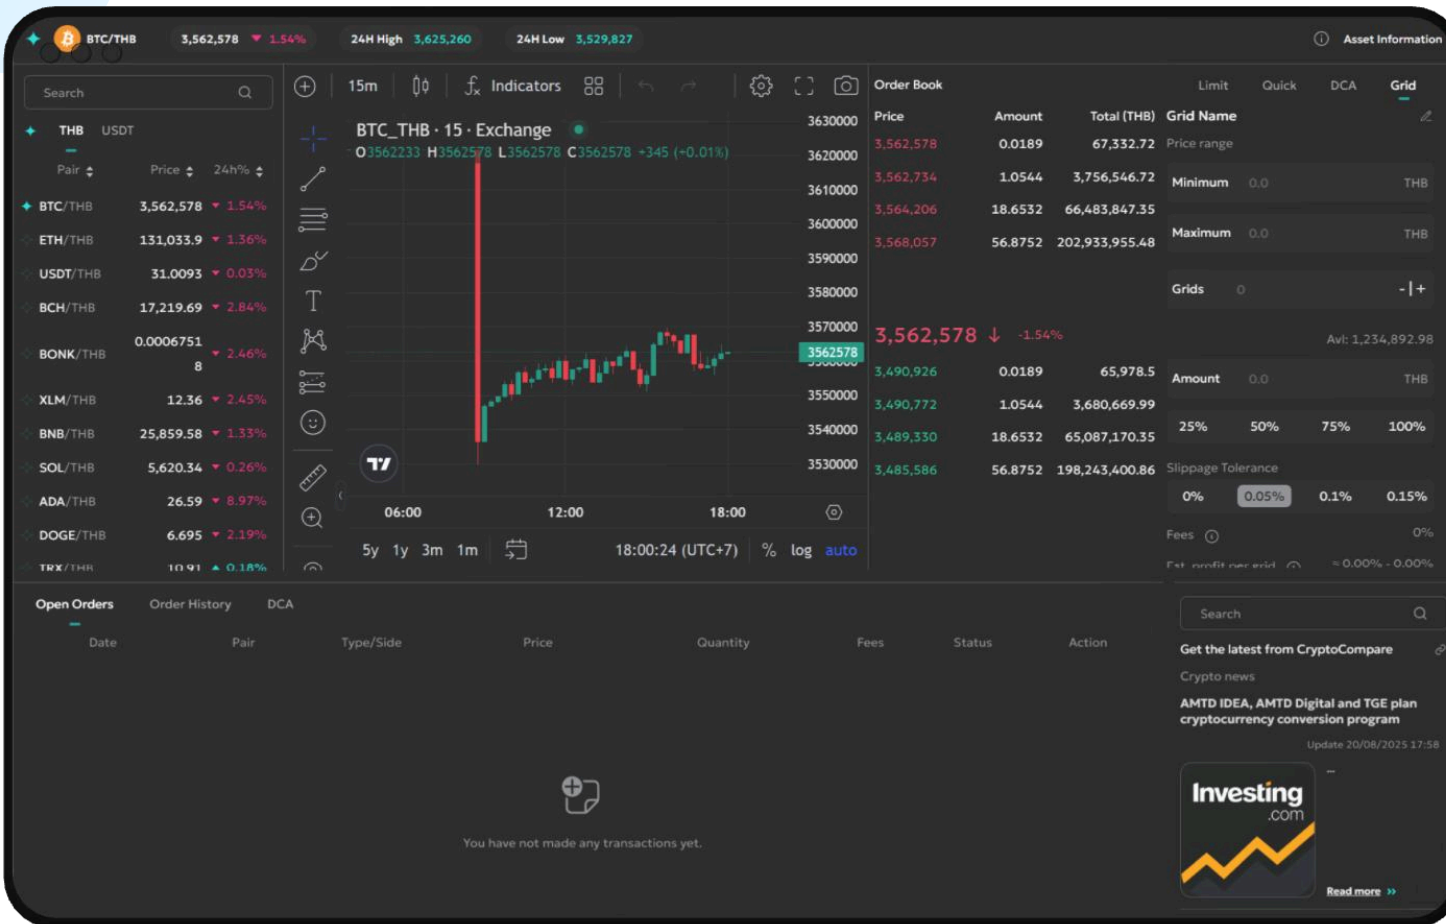 BTC/THB 3,562,578 ▼ 1.54% 24H High 3,625,260 24H Low 3,529,827 Asset Information
Search
THB USDT
Pair Price 24h%
BTC/THB 3,562,578 ▼ 1.54%
ETH/THB 131,033.9 ▼ 1.36%
USDT/THB 31.0093 ▼ 0.03%
BCH/THB 17,219.69 ▼ 2.84%
BONK/THB 0.0006751
8 ▼ 2.46%
XLM/THB 12.36 ▼ 2.45%
BNB/THB 25,859.58 ▼ 1.33%
SOL/THB 5,620.34 ▼ 0.26%
ADA/THB 26.59 ▼ 8.97%
DOGE/THB 6.695 ▼ 2.19%
TRX/THB 10.91 ▲ 0.18%
15m Indicators
BTC_THB · 15 · Exchange
O3562233 H3562578 L3562578 C3562578 +345 (+0.01%)
3630000
3620000
3610000
3600000
3590000
3580000
3570000
3562578
3550000
3540000
3530000
06:00 12:00 18:00
5y 1y 3m 1m 18:00:24 (UTC+7) % log auto
Order Book
Price Amount Total (THB)
3,562,578 0.0189 67,332.72
3,562,734 1.0544 3,756,546.72
3,564,206 18.6532 66,483,847.35
3,568,057 56.8752 202,933,955.48
3,562,578 ↓ -1.54%
3,490,926 0.0189 65,978.5
3,490,772 1.0544 3,680,669.99
3,489,330 18.6532 65,087,170.35
3,485,586 56.8752 198,243,400.86
Limit Quick DCA Grid
Grid Name
Price range
Minimum 0.0 THB
Maximum 0.0 THB
Grids 0 -|+
Avl: 1,234,892.98
Amount 0.0 THB
25% 50% 75% 100%
Slippage Tolerance
0% 0.05% 0.1% 0.15%
Fees 0%
Est. profit per grid ≈ 0.00% - 0.00%
Open Orders Order History DCA
Date Pair Type/Side Price Quantity Fees Status Action
You have not made any transactions yet.
Search
Get the latest from CryptoCompare
Crypto news
AMTD IDEA, AMTD Digital and TGE plan
cryptocurrency conversion program
Update 20/08/2025 17:58
...
Investing
.com
Read more »